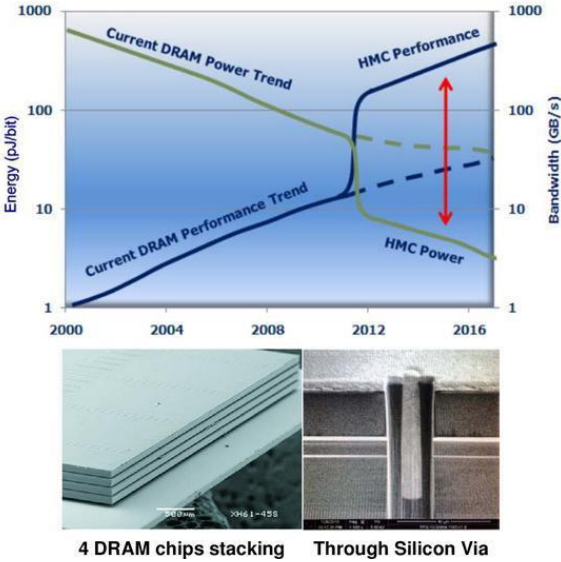 1000
100
10
1
Energy (pJ/bit)
Current DRAM Power Trend
HMC Performance
Current DRAM Performance Trend
HMC Power
1000
100
10
1
Bandwidth (GB/s)
2000 2004 2008 2012 2016
500µm XH61-45S
4 DRAM chips stacking Through Silicon Via